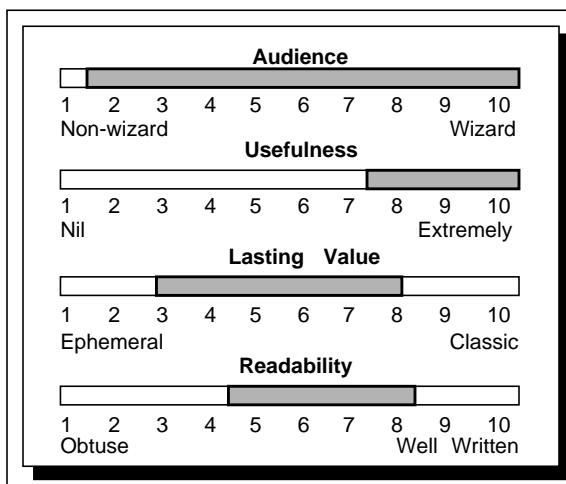 Audience
1 2 3 4 5 6 7 8 9 10
Non-wizard Wizard
Usefulness
1 2 3 4 5 6 7 8 9 10
Nil Extremely
Lasting Value
1 2 3 4 5 6 7 8 9 10
Ephemeral Classic
Readability
1 2 3 4 5 6 7 8 9 10
Obtuse Well Written